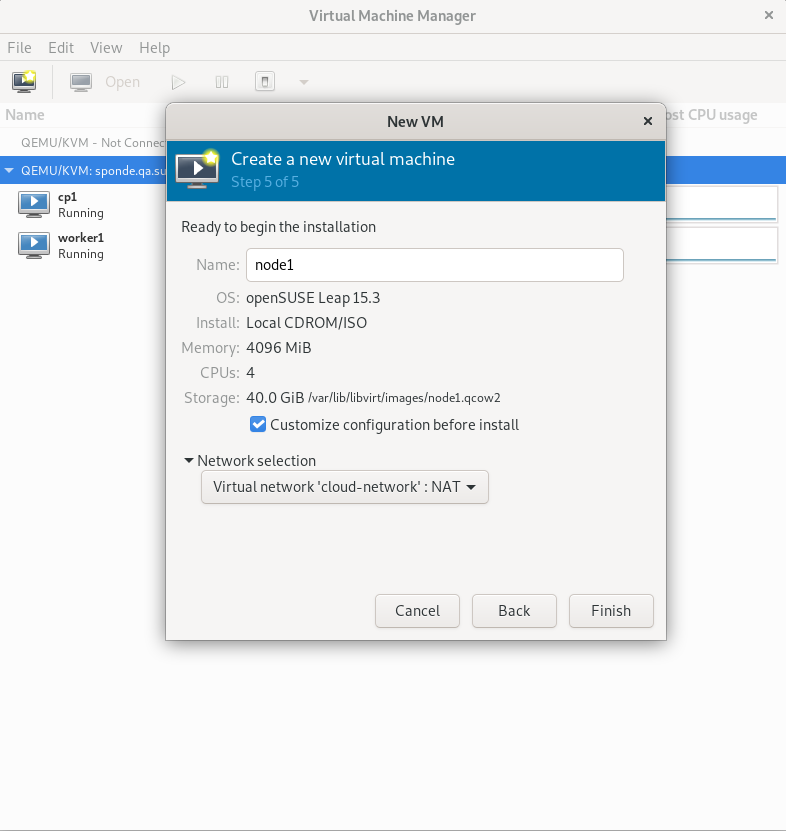 Virtual Machine Manager
File Edit View Help
Open
Name
ost CPU usage
QEMU/KVM - Not Connec
QEMU/KVM: sponde.qa.su
cp1
Running
worker1
Running
New VM
Create a new virtual machine
Step 5 of 5
Ready to begin the installation
Name: node1
OS: openSUSE Leap 15.3
Install: Local CDROM/ISO
Memory: 4096 MiB
CPUs: 4
Storage: 40.0 GiB /var/lib/libvirt/images/node1.qcow2
Customize configuration before install
Network selection
Virtual network 'cloud-network' : NAT
Cancel Back Finish